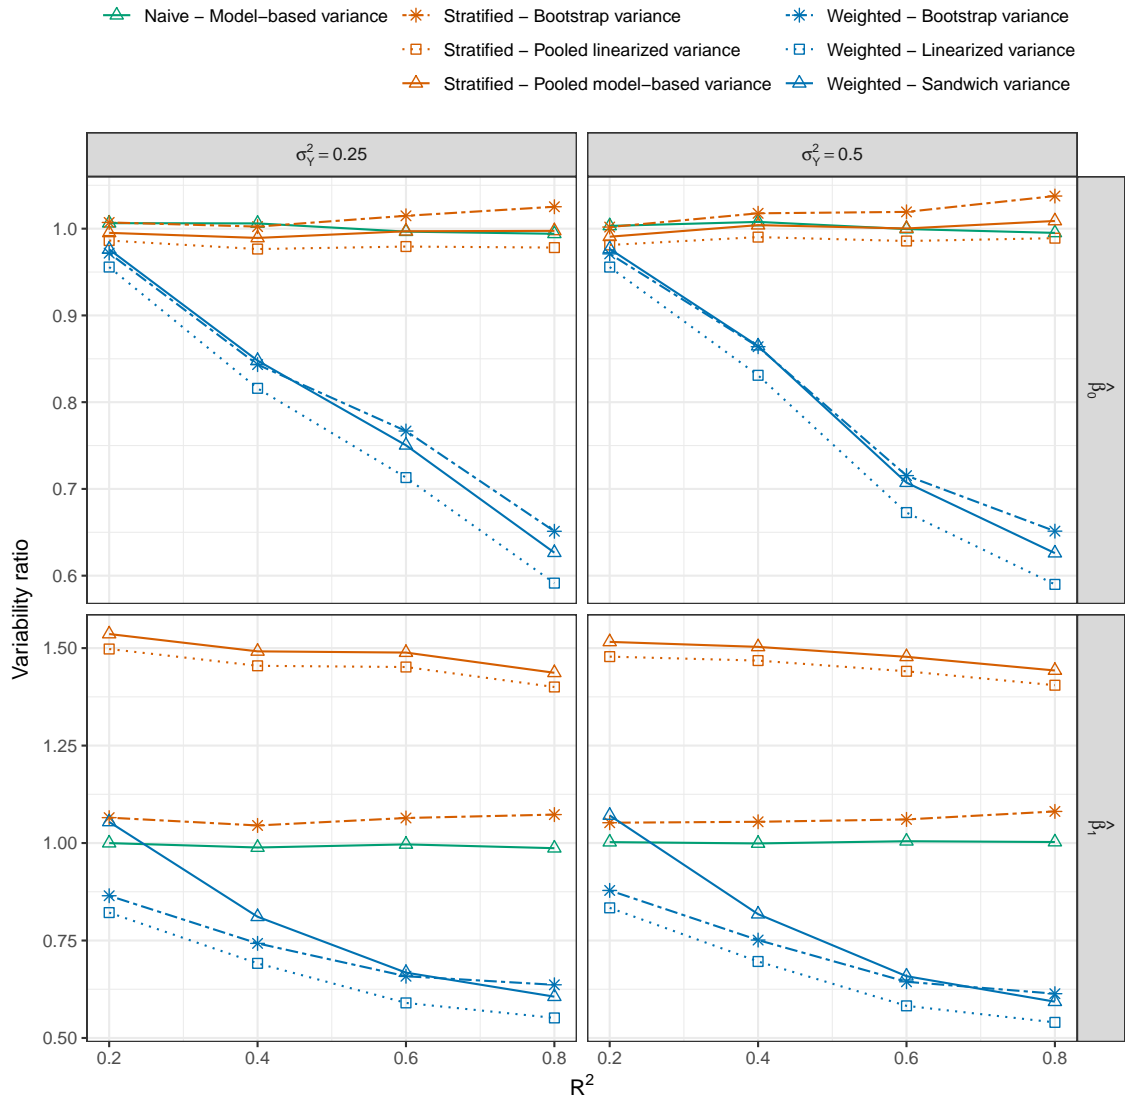 Naive − Model−based variance
Stratified − Bootstrap variance
Weighted − Bootstrap variance
Stratified − Pooled linearized variance
Weighted − Linearized variance
Stratified − Pooled model−based variance
Weighted − Sandwich variance
σ²_Y = 0.25
σ²_Y = 0.5
1.0
0.9
0.8
0.7
0.6
β̂₀
Variability ratio
1.50
1.25
1.00
0.75
0.50
β̂₁
0.2 0.4 0.6 0.8
0.2 0.4 0.6 0.8
R²